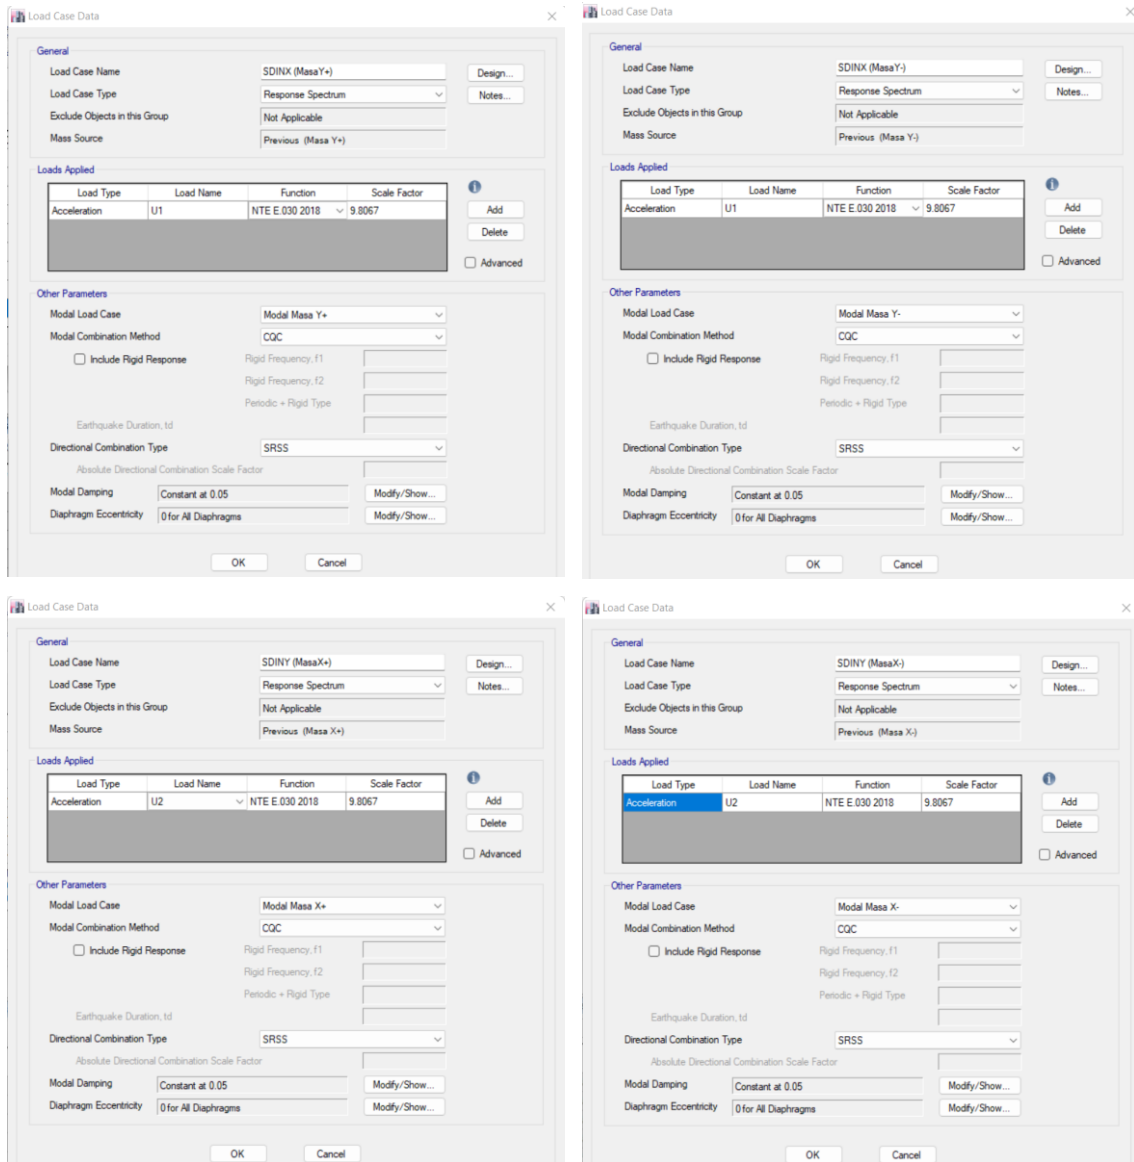 Load Case Data
General
Load Case Name SDINX (MasaY+) Design...
Load Case Type Response Spectrum Notes...
Exclude Objects in this Group Not Applicable
Mass Source Previous (Masa Y+)
Loads Applied
Load Type Load Name Function Scale Factor
Acceleration U1 NTE E.030 2018 9.8067 Add
Delete
Advanced
Other Parameters
Modal Load Case Modal Masa Y+
Modal Combination Method CQC
Include Rigid Response Rigid Frequency, f1
Rigid Frequency, f2
Periodic + Rigid Type
Earthquake Duration, td
Directional Combination Type SRSS
Absolute Directional Combination Scale Factor
Modal Damping Constant at 0.05 Modify/Show...
Diaphragm Eccentricity 0 for All Diaphragms Modify/Show...
OK Cancel
Load Case Data
General
Load Case Name SDINX (MasaY-) Design...
Load Case Type Response Spectrum Notes...
Exclude Objects in this Group Not Applicable
Mass Source Previous (Masa Y-)
Loads Applied
Load Type Load Name Function Scale Factor
Acceleration U1 NTE E.030 2018 9.8067 Add
Delete
Advanced
Other Parameters
Modal Load Case Modal Masa Y-
Modal Combination Method CQC
Include Rigid Response Rigid Frequency, f1
Rigid Frequency, f2
Periodic + Rigid Type
Earthquake Duration, td
Directional Combination Type SRSS
Absolute Directional Combination Scale Factor
Modal Damping Constant at 0.05 Modify/Show...
Diaphragm Eccentricity 0 for All Diaphragms Modify/Show...
OK Cancel
Load Case Data
General
Load Case Name SDINY (MasaX+) Design...
Load Case Type Response Spectrum Notes...
Exclude Objects in this Group Not Applicable
Mass Source Previous (Masa X+)
Loads Applied
Load Type Load Name Function Scale Factor
Acceleration U2 NTE E.030 2018 9.8067 Add
Delete
Advanced
Other Parameters
Modal Load Case Modal Masa X+
Modal Combination Method CQC
Include Rigid Response Rigid Frequency, f1
Rigid Frequency, f2
Periodic + Rigid Type
Earthquake Duration, td
Directional Combination Type SRSS
Absolute Directional Combination Scale Factor
Modal Damping Constant at 0.05 Modify/Show...
Diaphragm Eccentricity 0 for All Diaphragms Modify/Show...
OK Cancel
Load Case Data
General
Load Case Name SDINY (MasaX-) Design...
Load Case Type Response Spectrum Notes...
Exclude Objects in this Group Not Applicable
Mass Source Previous (Masa X-)
Loads Applied
Load Type Load Name Function Scale Factor
Acceleration U2 NTE E.030 2018 9.8067 Add
Delete
Advanced
Other Parameters
Modal Load Case Modal Masa X-
Modal Combination Method CQC
Include Rigid Response Rigid Frequency, f1
Rigid Frequency, f2
Periodic + Rigid Type
Earthquake Duration, td
Directional Combination Type SRSS
Absolute Directional Combination Scale Factor
Modal Damping Constant at 0.05 Modify/Show...
Diaphragm Eccentricity 0 for All Diaphragms Modify/Show...
OK Cancel